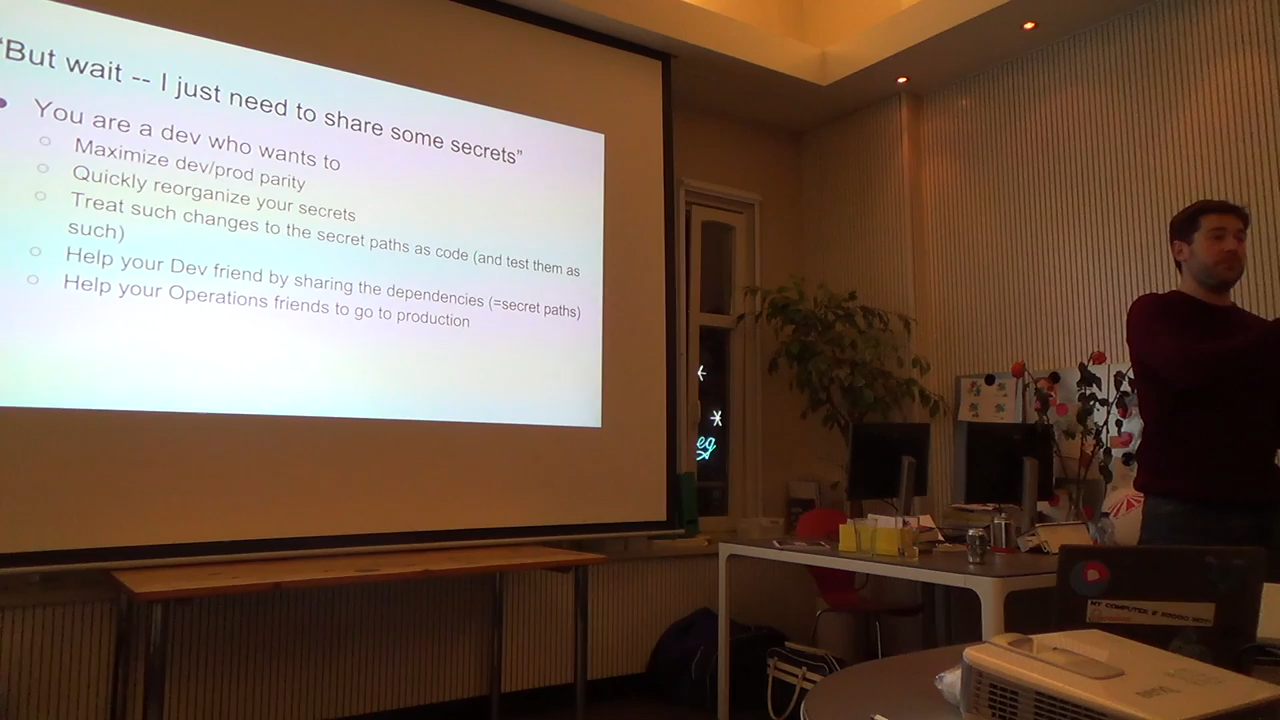 “But wait -- I just need to share some secrets”
You are a dev who wants to
Maximize dev/prod parity
Quickly reorganize your secrets
Treat such changes to the secret paths as code (and test them as
such)
Help your Dev friend by sharing the dependencies (=secret paths)
Help your Operations friends to go to production
eg
MY COMPUTER
BENQ